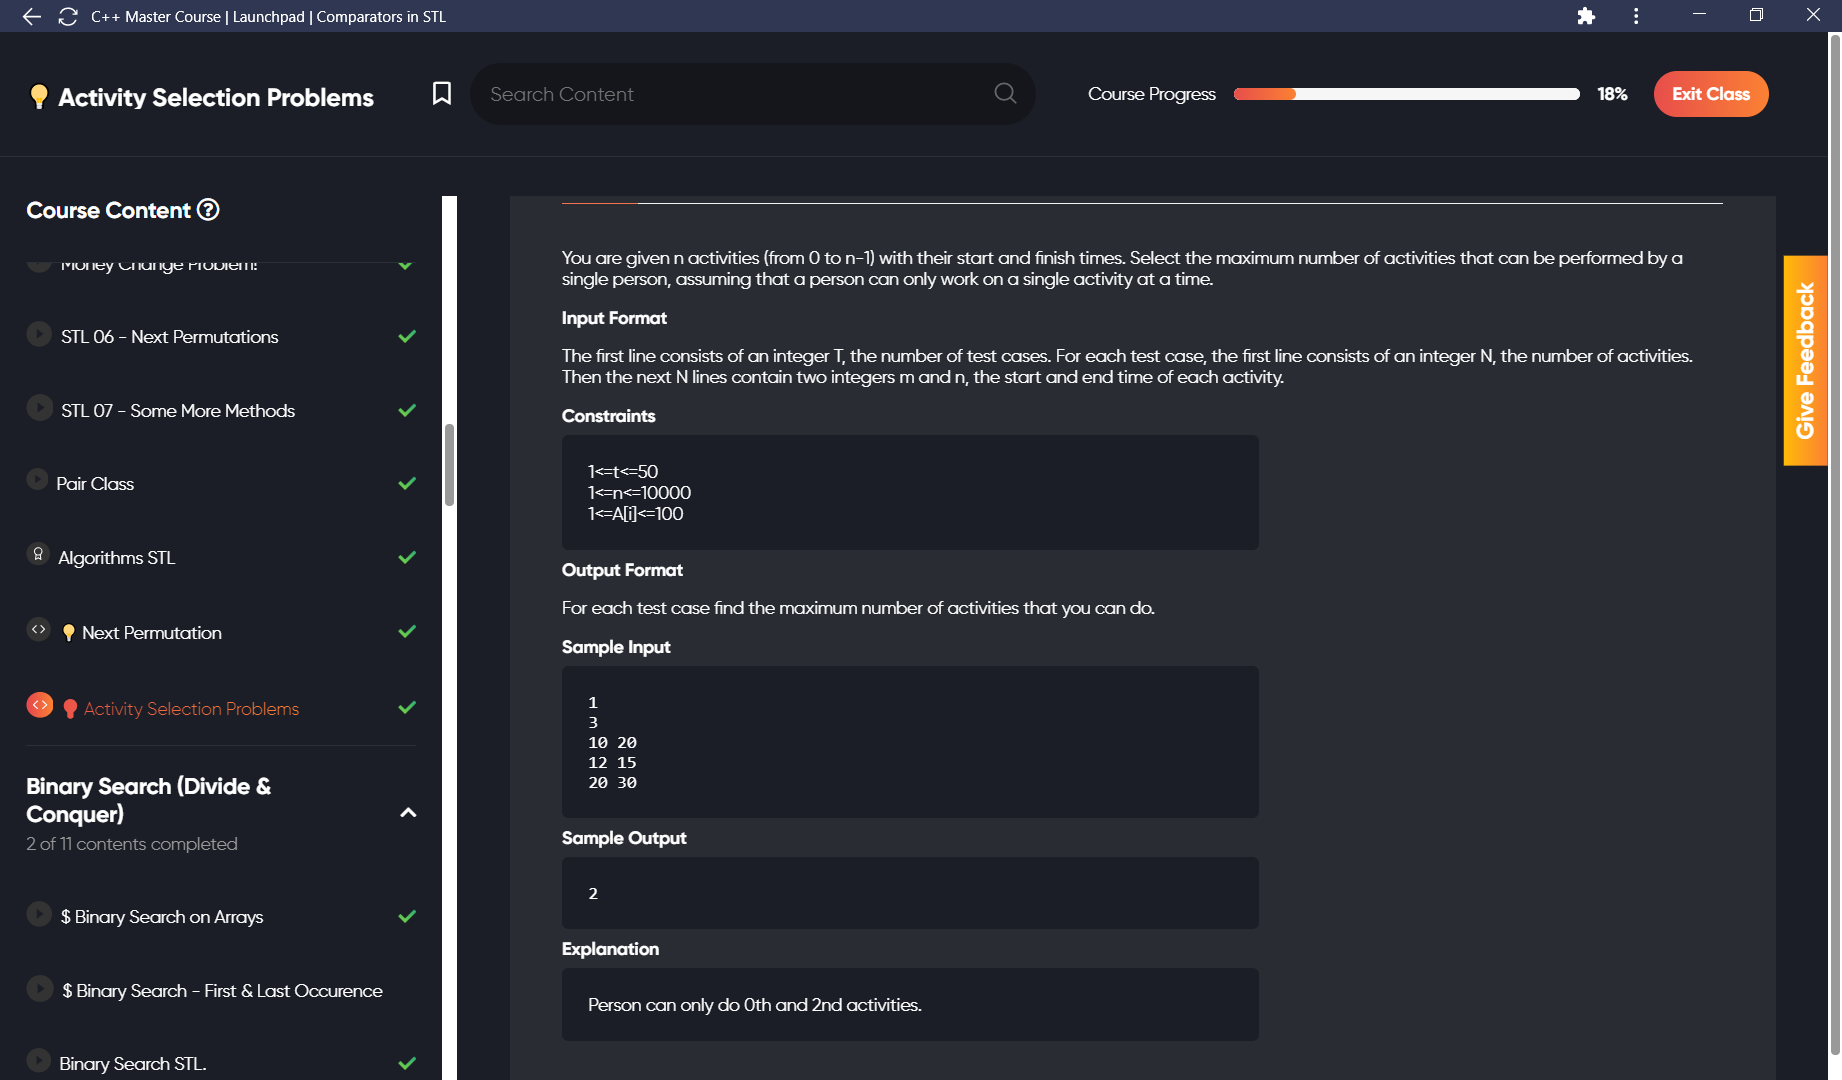 C++ Master Course | Launchpad | Comparators in STL
Activity Selection Problems
Search Content
Course Progress
18%
Exit Class
Course Content
Money Change Problem!
STL 06 - Next Permutations
STL 07 - Some More Methods
Pair Class
Algorithms STL
Next Permutation
Activity Selection Problems
Binary Search (Divide &
Conquer)
2 of 11 contents completed
$ Binary Search on Arrays
$ Binary Search - First & Last Occurence
Binary Search STL.
You are given n activities (from 0 to n-1) with their start and finish times. Select the maximum number of activities that can be performed by a
single person, assuming that a person can only work on a single activity at a time.
Input Format
The first line consists of an integer T, the number of test cases. For each test case, the first line consists of an integer N, the number of activities.
Then the next N lines contain two integers m and n, the start and end time of each activity.
Constraints
1<=t<=50
1<=n<=10000
1<=A[i]<=100
Output Format
For each test case find the maximum number of activities that you can do.
Sample Input
1
3
10 20
12 15
20 30
Sample Output
2
Explanation
Person can only do 0th and 2nd activities.
Give Feedback